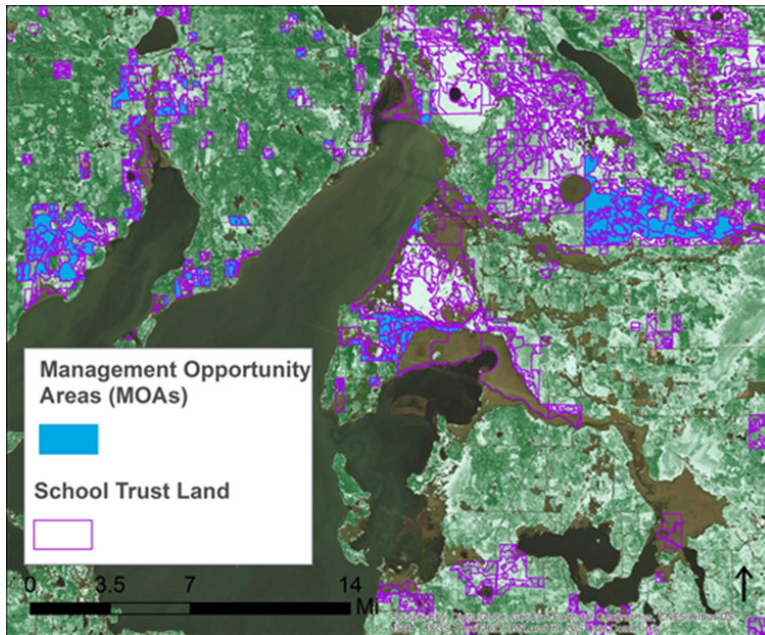 Management Opportunity
Areas (MOAs)
School Trust Land
0 3.5 7 14
Mi